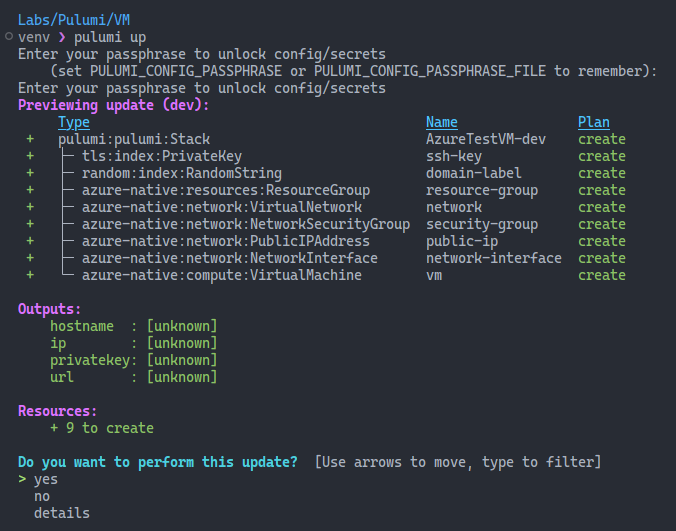 Labs/Pulumi/VM
venv ❯ pulumi up
Enter your passphrase to unlock config/secrets
    (set PULUMI_CONFIG_PASSPHRASE or PULUMI_CONFIG_PASSPHRASE_FILE to remember):
Enter your passphrase to unlock config/secrets
Previewing update (dev):
     Type                                          Name               Plan
 +   pulumi:pulumi:Stack                           AzureTestVM-dev    create
 +   ├─ tls:index:PrivateKey                       ssh-key            create
 +   ├─ random:index:RandomString                  domain-label       create
 +   ├─ azure-native:resources:ResourceGroup       resource-group     create
 +   ├─ azure-native:network:VirtualNetwork        network            create
 +   ├─ azure-native:network:NetworkSecurityGroup  security-group     create
 +   ├─ azure-native:network:PublicIPAddress       public-ip          create
 +   ├─ azure-native:network:NetworkInterface      network-interface  create
 +   └─ azure-native:compute:VirtualMachine        vm                 create
Outputs:
    hostname  : [unknown]
    ip        : [unknown]
    privatekey: [unknown]
    url       : [unknown]
Resources:
    + 9 to create
Do you want to perform this update?  [Use arrows to move, type to filter]
> yes
  no
  details